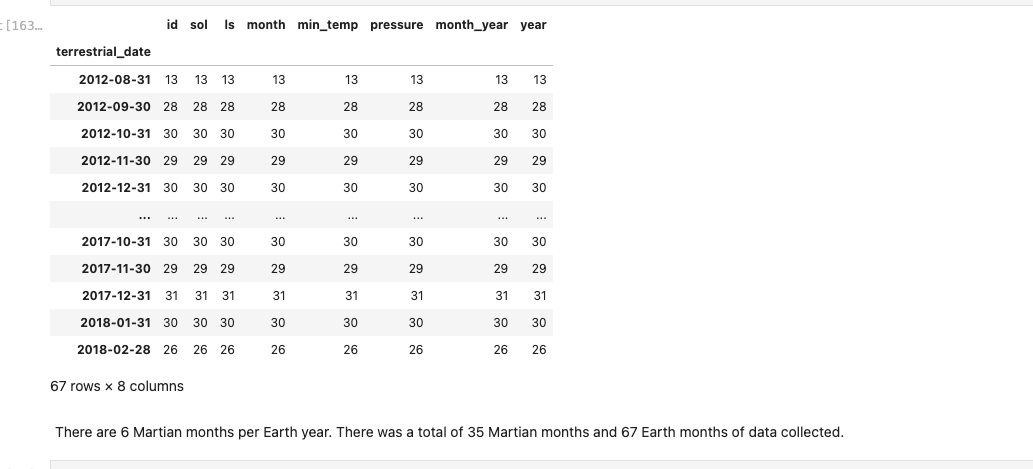 t[163…
id sol ls month min_temp pressure month_year year
terrestrial_date
2012-08-31 13 13 13 13 13 13 13 13
2012-09-30 28 28 28 28 28 28 28 28
2012-10-31 30 30 30 30 30 30 30 30
2012-11-30 29 29 29 29 29 29 29 29
2012-12-31 30 30 30 30 30 30 30 30
... ... ... ... ... ... ... ... ...
2017-10-31 30 30 30 30 30 30 30 30
2017-11-30 29 29 29 29 29 29 29 29
2017-12-31 31 31 31 31 31 31 31 31
2018-01-31 30 30 30 30 30 30 30 30
2018-02-28 26 26 26 26 26 26 26 26
67 rows × 8 columns
There are 6 Martian months per Earth year. There was a total of 35 Martian months and 67 Earth months of data collected.